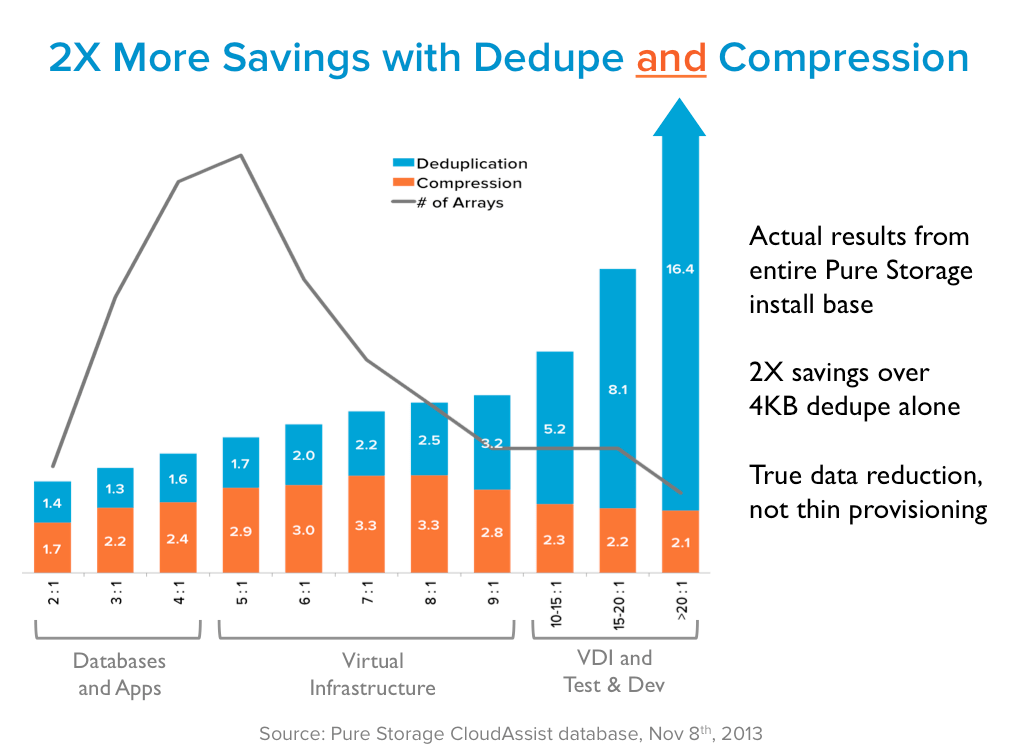 2X More Savings with Dedupe and Compression
Deduplication
Compression
# of Arrays
Actual results from
entire Pure Storage
install base
2X savings over
4KB dedupe alone
True data reduction,
not thin provisioning
1.4 1.3 1.6 1.7 2.0 2.2 2.5 3.2 5.2 8.1 16.4
1.7 2.2 2.4 2.9 3.0 3.3 3.3 2.8 2.3 2.2 2.1
2:1 3:1 4:1 5:1 6:1 7:1 8:1 9:1 10-15:1 15-20:1 >20:1
Databases
and Apps
Virtual
Infrastructure
VDI and
Test & Dev
Source: Pure Storage CloudAssist database, Nov 8th, 2013